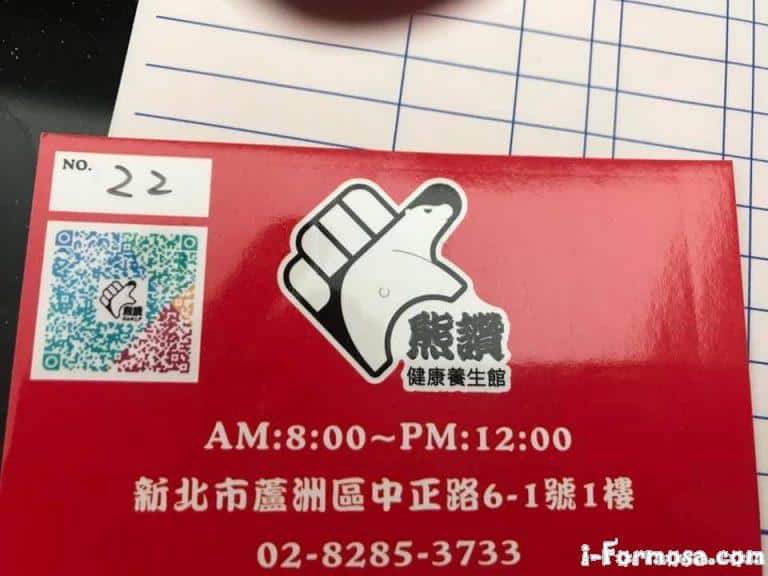 NO. 22
熊讚
健康養生館
AM:8:00~PM:12:00
新北市蘆洲區中正路6-1號1樓
02-8285-3733
i-Formosa.com